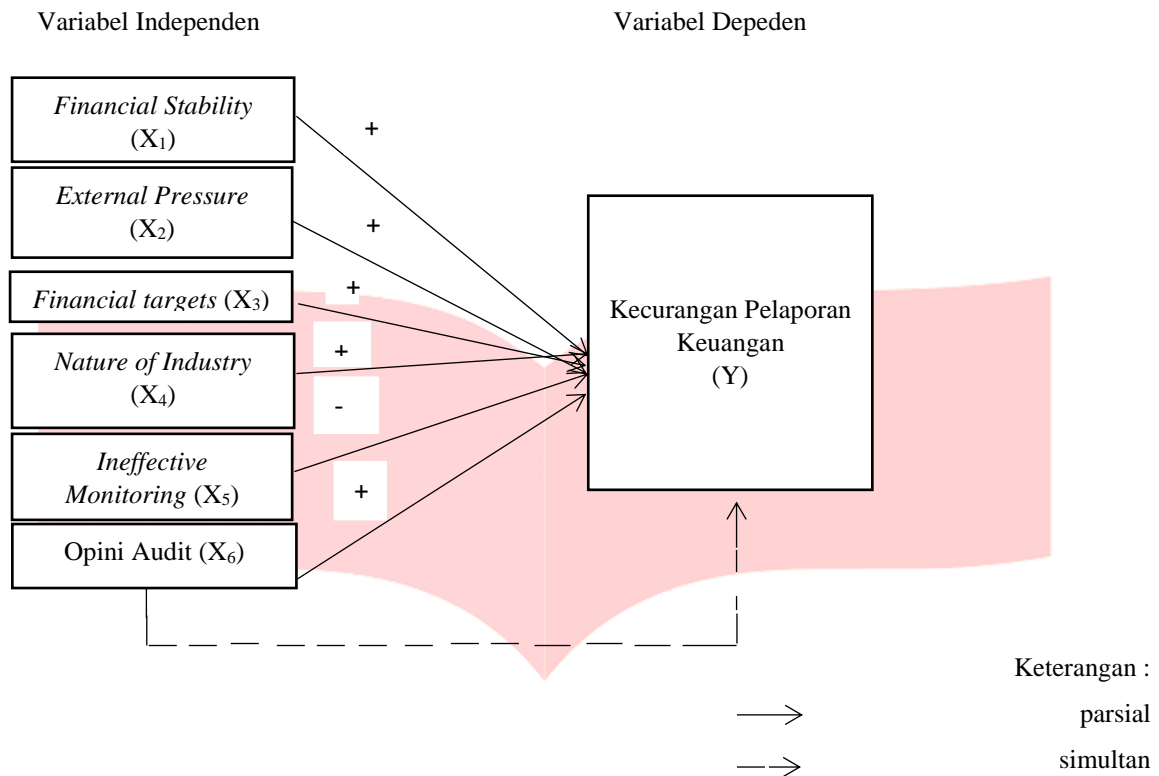 Variabel Independen
Variabel Depeden
Financial Stability
(X₁)
+
External Pressure
(X₂)
+
Financial targets (X₃)
+
Nature of Industry
(X₄)
+
-
Ineffective
Monitoring (X₅)
+
Opini Audit (X₆)
Kecurangan Pelaporan
Keuangan
(Y)
Keterangan :
parsial
simultan